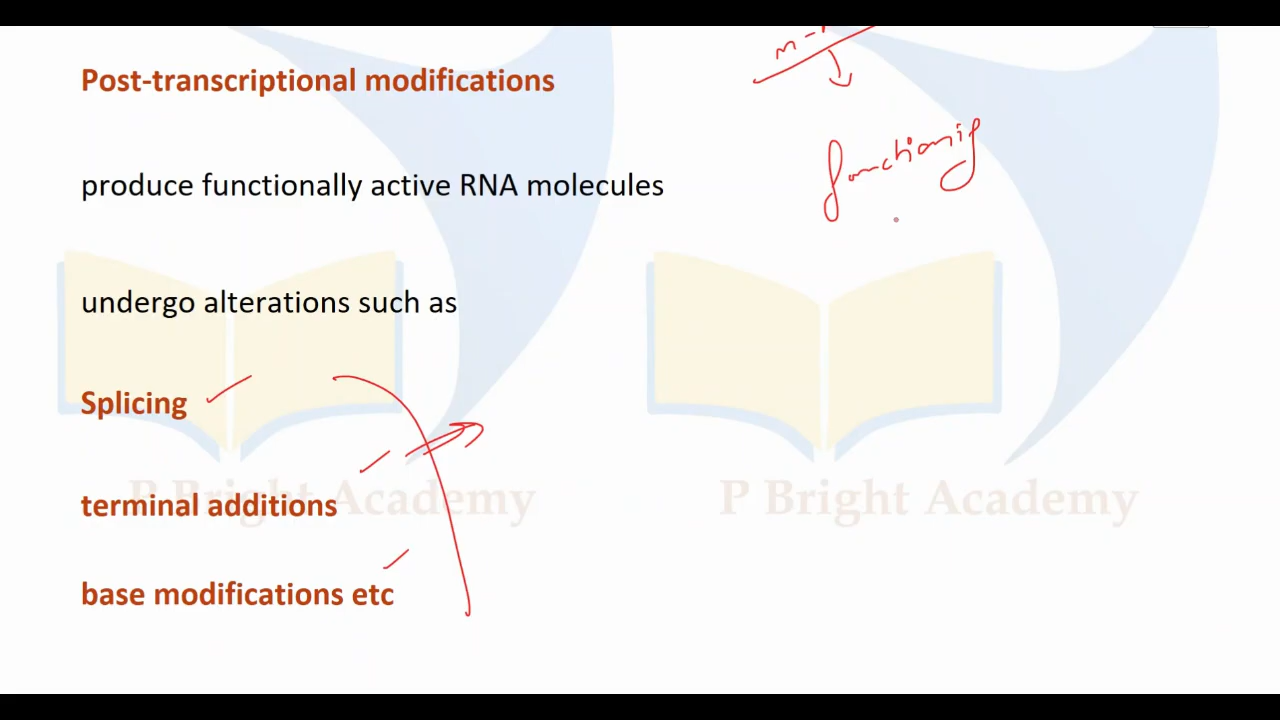 Post-transcriptional modifications
produce functionally active RNA molecules
undergo alterations such as
Splicing
terminal additions
base modifications etc
P Bright Academy
P Bright Academy